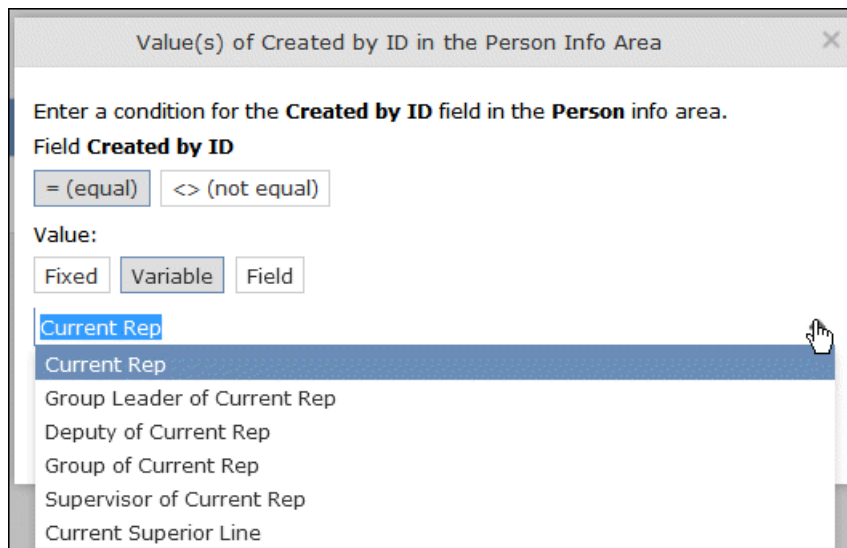 Value(s) of Created by ID in the Person Info Area
Enter a condition for the Created by ID field in the Person info area.
Field Created by ID
= (equal) <> (not equal)
Value:
Fixed Variable Field
Current Rep
Current Rep
Group Leader of Current Rep
Deputy of Current Rep
Group of Current Rep
Supervisor of Current Rep
Current Superior Line